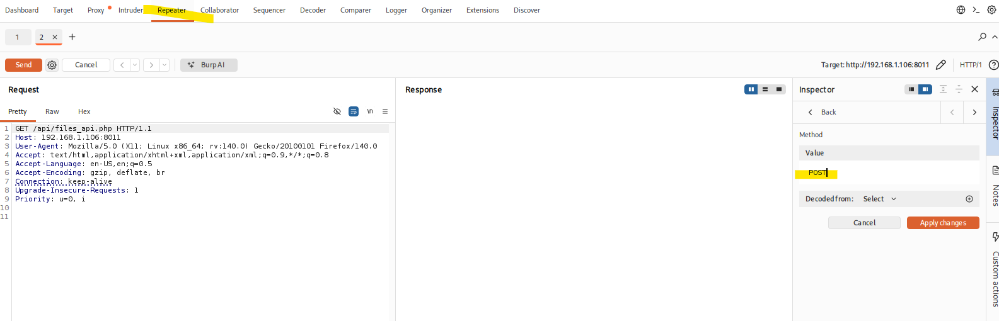 Dashboard Target Proxy Intruder Repeater Collaborator Sequencer Decoder Comparer Logger Organizer Extensions Discover
1 2 × +
Send Cancel < > Burp AI Target: http://192.168.1.106:8011 HTTP/1 ?
Request
Pretty Raw Hex \n
1 GET /api/files_api.php HTTP/1.1
2 Host: 192.168.1.106:8011
3 User-Agent: Mozilla/5.0 (X11; Linux x86_64; rv:140.0) Gecko/20100101 Firefox/140.0
4 Accept: text/html,application/xhtml+xml,application/xml;q=0.9,*/*;q=0.8
5 Accept-Language: en-US,en;q=0.5
6 Accept-Encoding: gzip, deflate, br
7 Connection: keep-alive
8 Upgrade-Insecure-Requests: 1
9 Priority: u=0, i
10
11
Response
Inspector
Back
Method
Value
POST
Decoded from: Select
Cancel Apply changes
Inspector
Notes
Custom actions